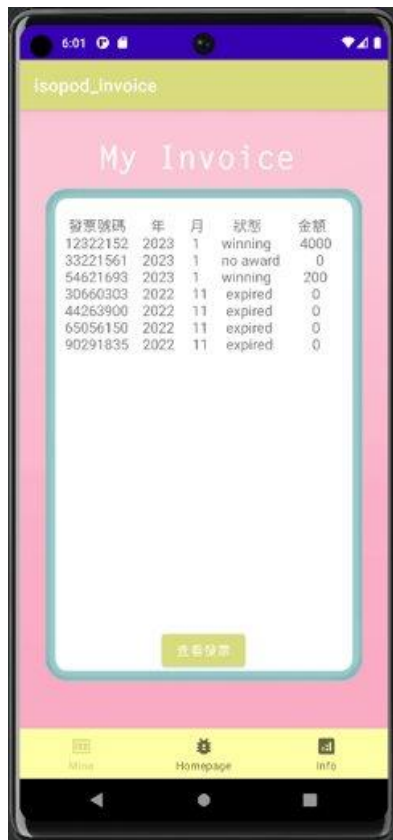 6:01
isopod_Invoice
My Invoice
發票號碼 年 月 狀態 金額
12322152 2023 1 winning 4000
33221561 2023 1 no award 0
54621693 2023 1 winning 200
30660303 2022 11 expired 0
44263900 2022 11 expired 0
65056150 2022 11 expired 0
90291835 2022 11 expired 0
查看發票
Mine Homepage Info